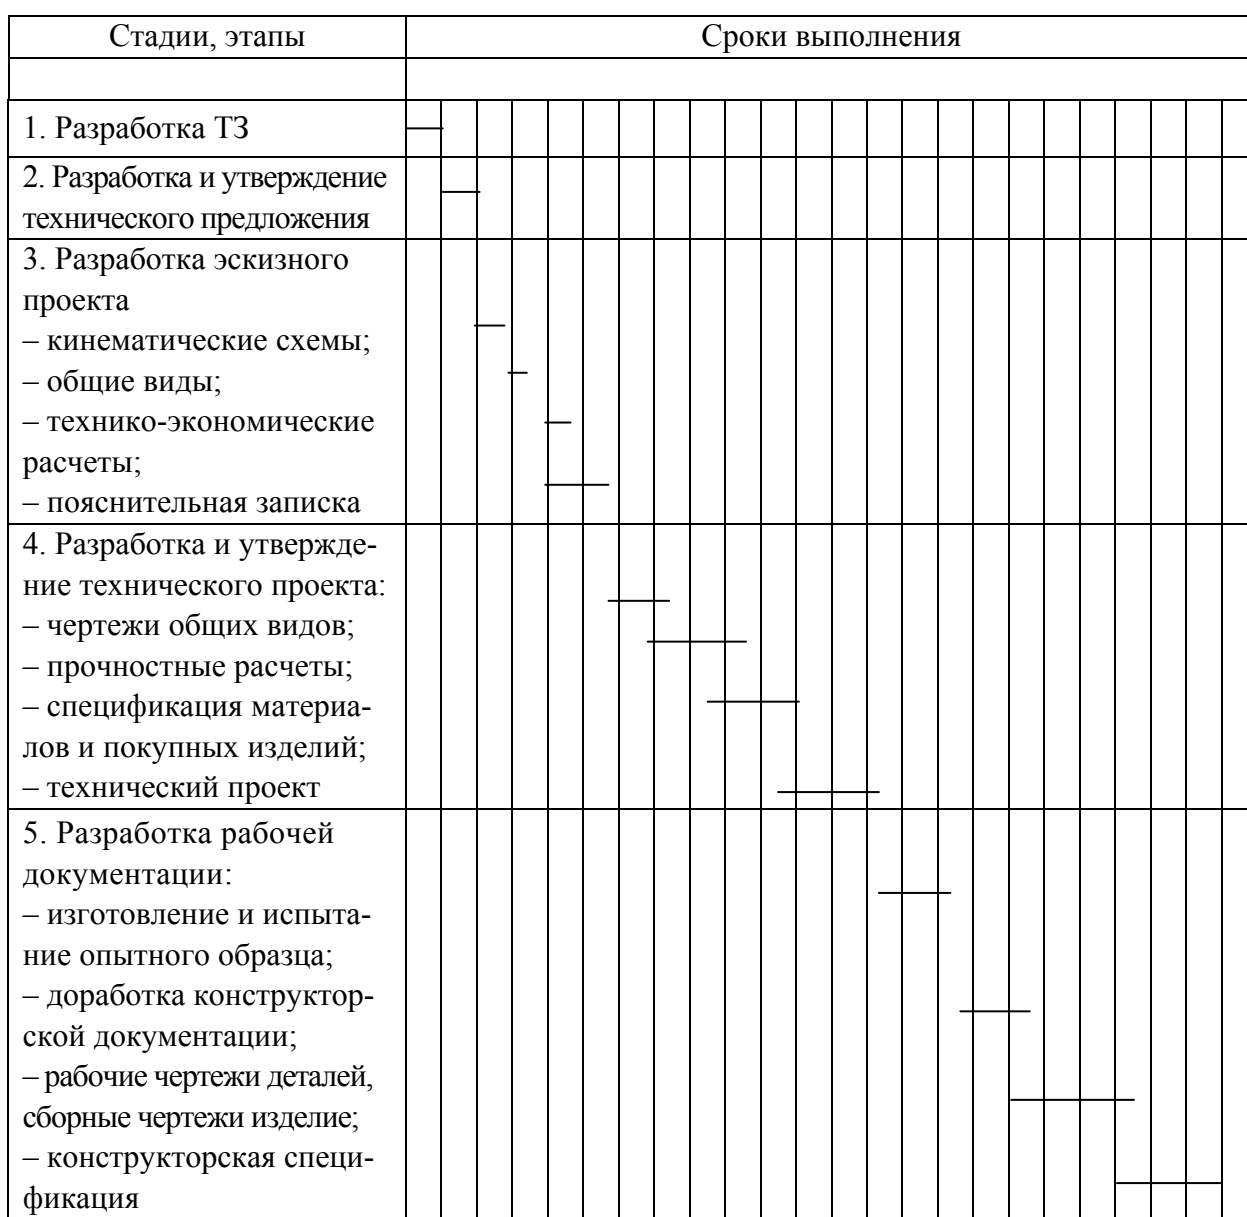 Стадии, этапы
Сроки выполнения
1. Разработка ТЗ
2. Разработка и утверждение
технического предложения
3. Разработка эскизного
проекта
– кинематические схемы;
– общие виды;
– технико-экономические
расчеты;
– пояснительная записка
4. Разработка и утвержде-
ние технического проекта:
– чертежи общих видов;
– прочностные расчеты;
– спецификация материа-
лов и покупных изделий;
– технический проект
5. Разработка рабочей
документации:
– изготовление и испыта-
ние опытного образца;
– доработка конструктор-
ской документации;
– рабочие чертежи деталей,
сборные чертежи изделие;
– конструкторская специ-
фикация